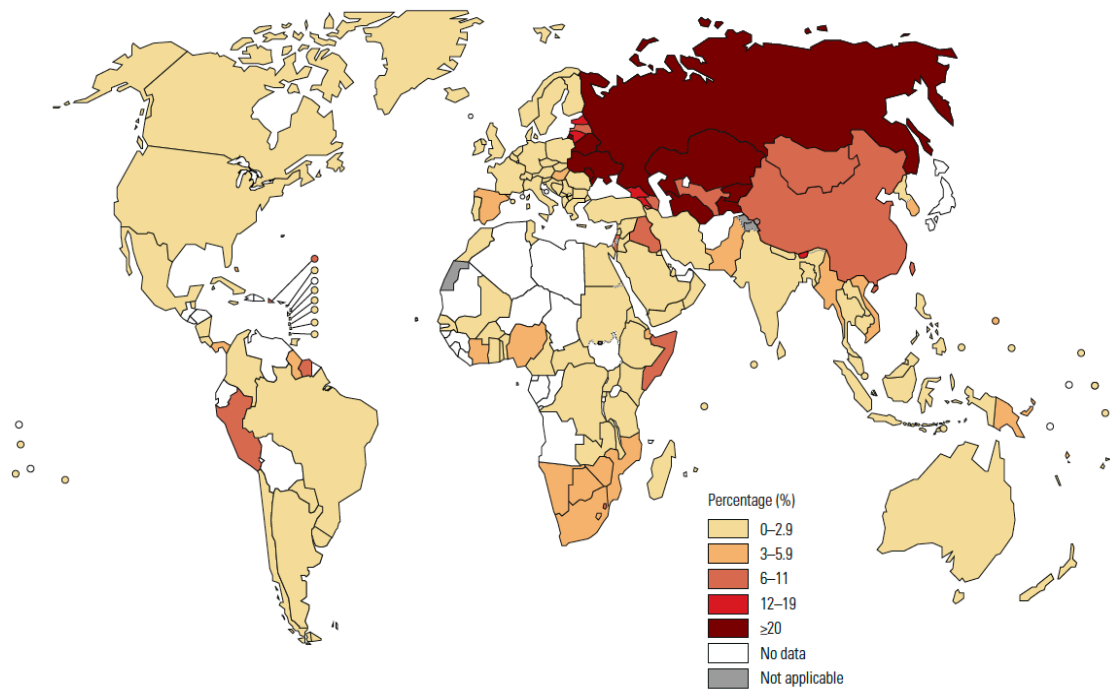 Percentage (%)
0–2.9
3–5.9
6–11
12–19
≥20
No data
Not applicable